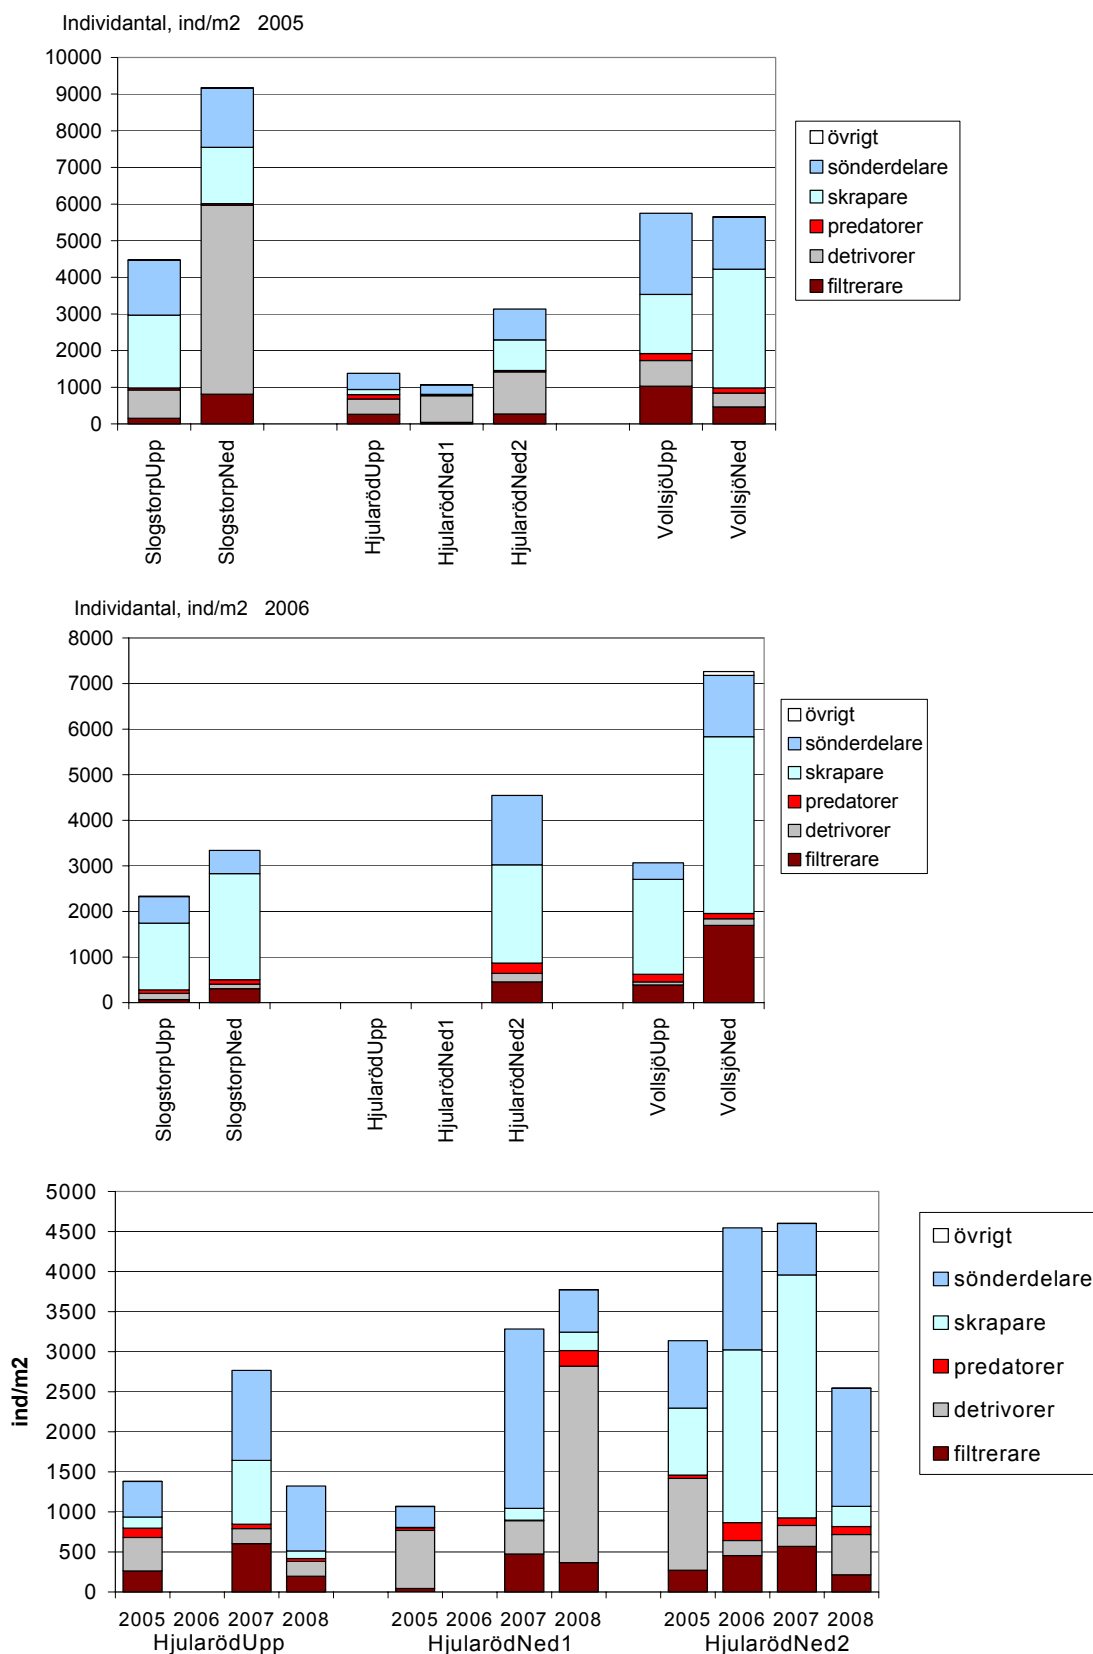 Individantal, ind/m2 2005
10000
9000
8000
7000
6000
5000
4000
3000
2000
1000
0
SlogstorpUpp
SlogstorpNed
HjularödUpp
HjularödNed1
HjularödNed2
VollsjöUpp
VollsjöNed
övrigt
sönderdelare
skrapare
predatorer
detrivorer
filtrerare
Individantal, ind/m2 2006
8000
7000
6000
5000
4000
3000
2000
1000
0
SlogstorpUpp
SlogstorpNed
HjularödUpp
HjularödNed1
HjularödNed2
VollsjöUpp
VollsjöNed
övrigt
sönderdelare
skrapare
predatorer
detrivorer
filtrerare
ind/m2
5000
4500
4000
3500
3000
2500
2000
1500
1000
500
0
2005 2006 2007 2008 2005 2006 2007 2008 2005 2006 2007 2008
HjularödUpp HjularödNed1 HjularödNed2
övrigt
sönderdelare
skrapare
predatorer
detrivorer
filtrerare